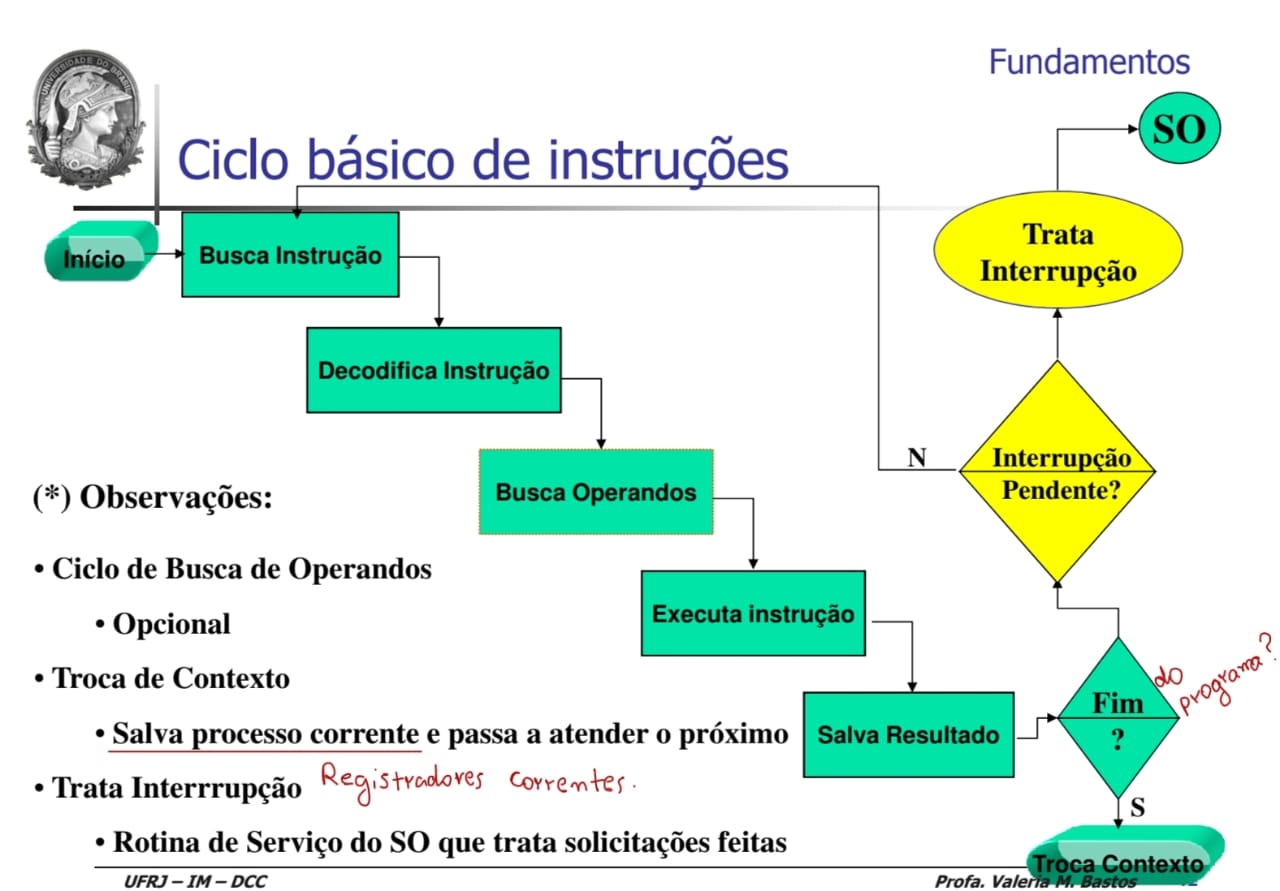 Fundamentos
UNIVERSIDADE DO BRASIL
SO
Ciclo básico de instruções
Trata
Interrupção
Início
Busca Instrução
Decodifica Instrução
N
Interrupção
Pendente?
Busca Operandos
(*) Observações:
• Ciclo de Busca de Operandos
Executa instrução
• Opcional
do
programa?
• Troca de Contexto
Fim
?
• Salva processo corrente e passa a atender o próximo
Salva Resultado
• Trata Interrrupção
Registradores correntes.
S
• Rotina de Serviço do SO que trata solicitações feitas
Troca Contexto
UFRJ – IM – DCC
Profa. Valeria M. Bastos